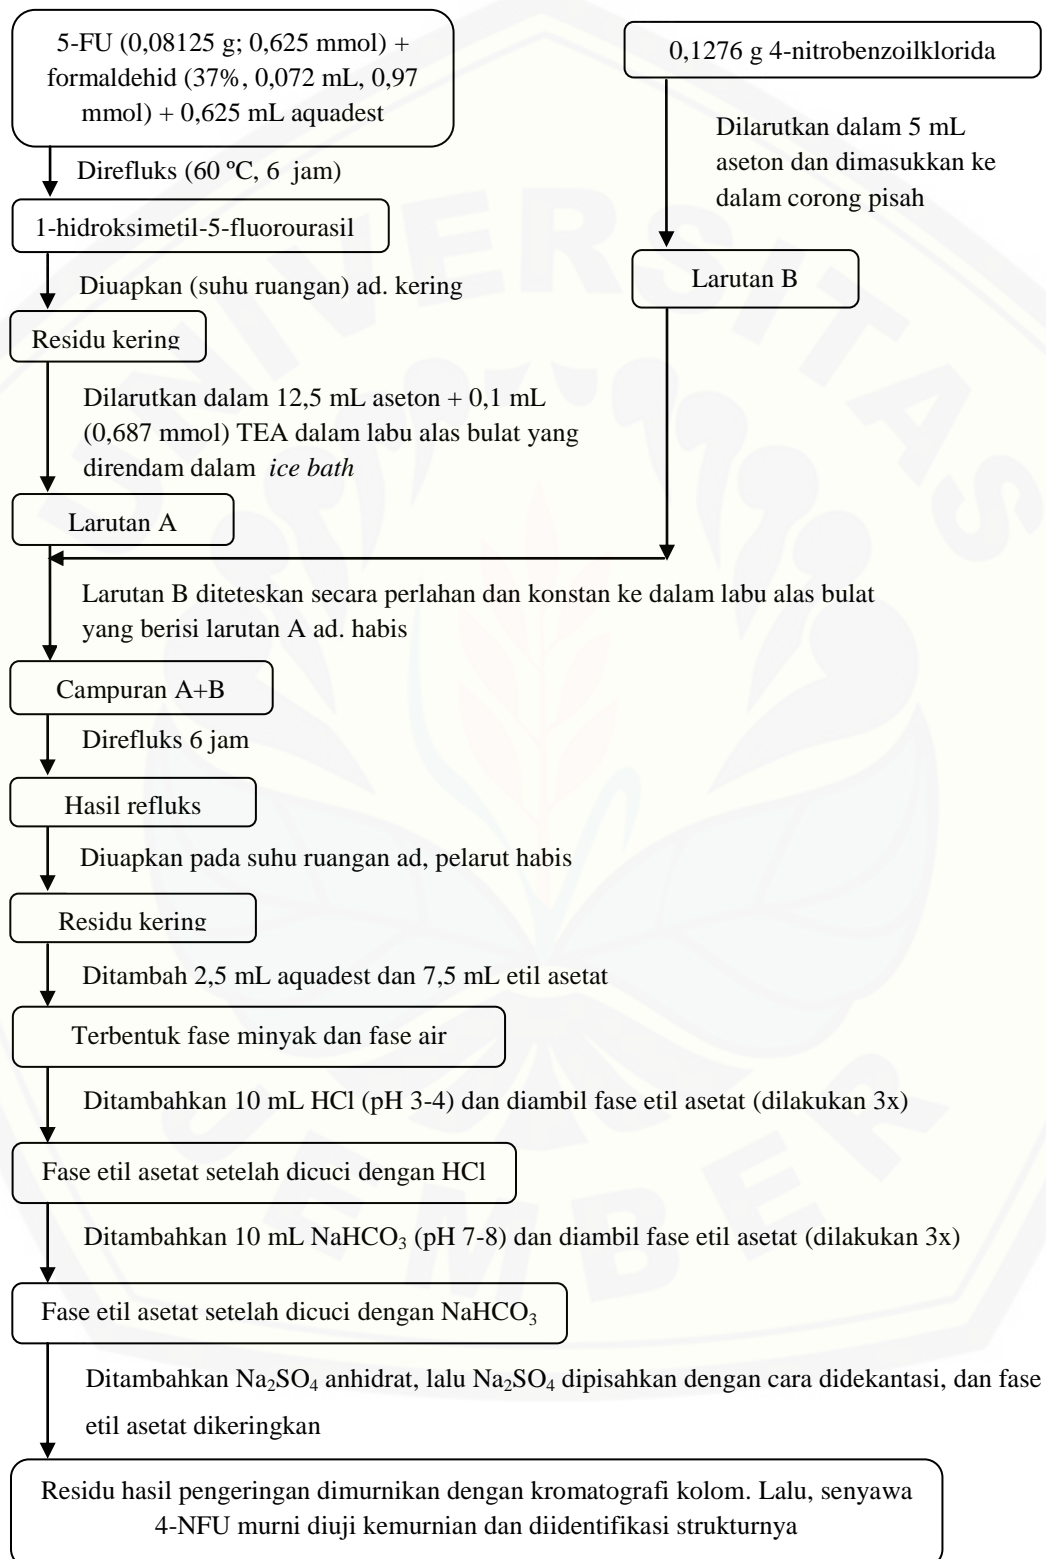 5-FU (0,08125 g; 0,625 mmol) +
formaldehid (37%, 0,072 mL, 0,97
mmol) + 0,625 mL aquadest
0,1276 g 4-nitrobenzoilklorida
Direfluks (60 ºC, 6 jam)
Dilarutkan dalam 5 mL
aseton dan dimasukkan ke
dalam corong pisah
1-hidroksimetil-5-fluorourasil
Diuapkan (suhu ruangan) ad. kering
Larutan B
Residu kering
Dilarutkan dalam 12,5 mL aseton + 0,1 mL
(0,687 mmol) TEA dalam labu alas bulat yang
direndam dalam ice bath
Larutan A
Larutan B diteteskan secara perlahan dan konstan ke dalam labu alas bulat
yang berisi larutan A ad. habis
Campuran A+B
Direfluks 6 jam
Hasil refluks
Diuapkan pada suhu ruangan ad, pelarut habis
Residu kering
Ditambah 2,5 mL aquadest dan 7,5 mL etil asetat
Terbentuk fase minyak dan fase air
Ditambahkan 10 mL HCl (pH 3-4) dan diambil fase etil asetat (dilakukan 3x)
Fase etil asetat setelah dicuci dengan HCl
Ditambahkan 10 mL NaHCO₃ (pH 7-8) dan diambil fase etil asetat (dilakukan 3x)
Fase etil asetat setelah dicuci dengan NaHCO₃
Ditambahkan Na₂SO₄ anhidrat, lalu Na₂SO₄ dipisahkan dengan cara didekantasi, dan fase
etil asetat dikeringkan
Residu hasil pengeringan dimurnikan dengan kromatografi kolom. Lalu, senyawa
4-NFU murni diuji kemurnian dan diidentifikasi strukturnya
UNIVERSITAS
JEMBER